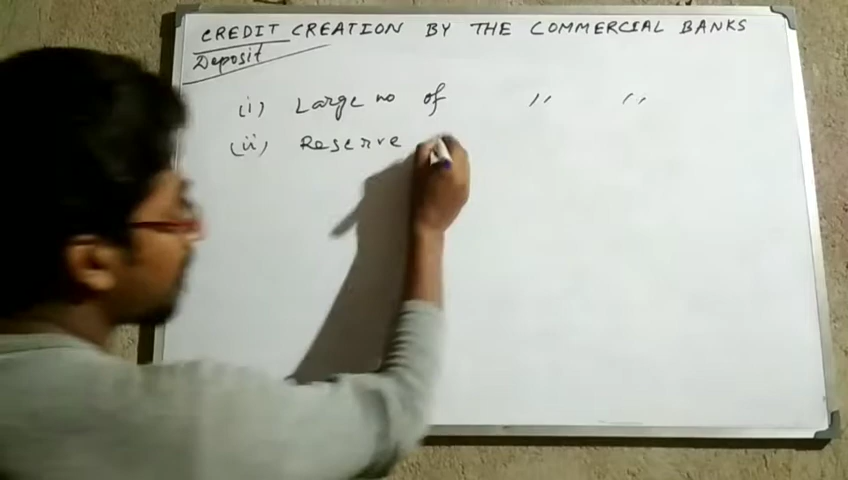 CREDIT CREATION BY THE COMMERCIAL BANKS
Deposit
(i) Large no of " "
(ii) Reserve